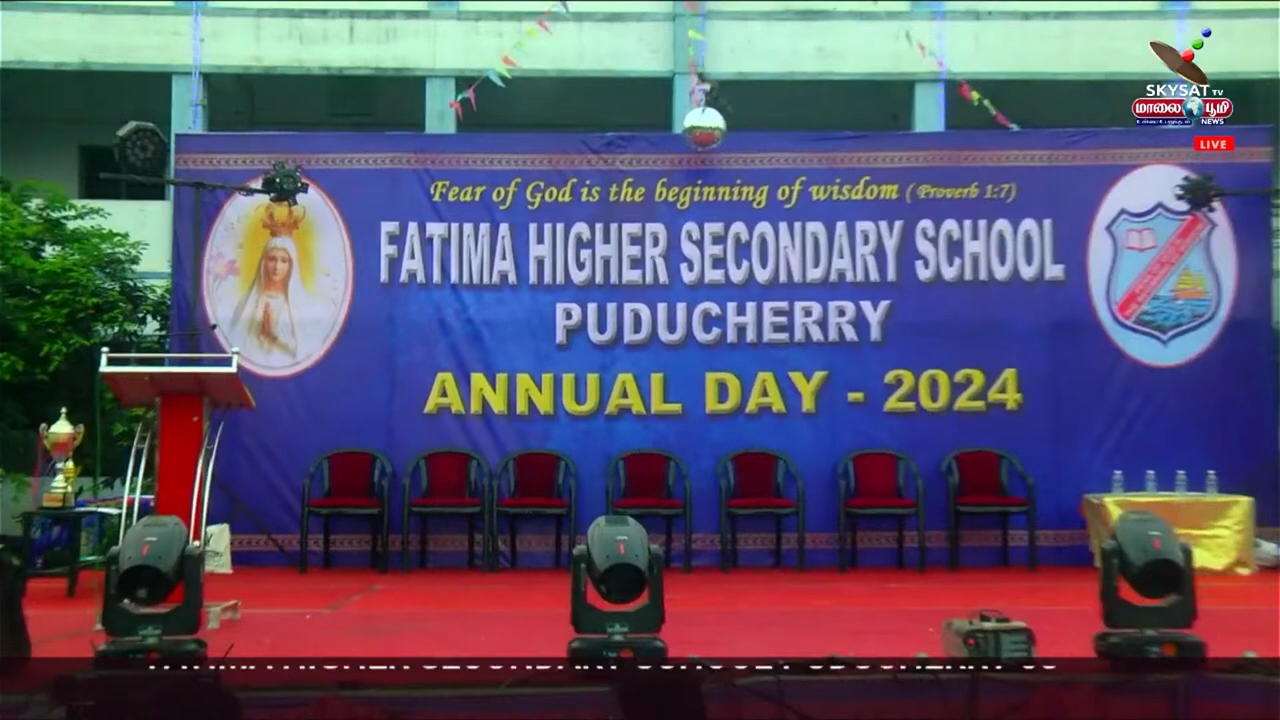 SKYSAT TV
மாலை பூமி
NEWS
LIVE
Fear of God is the beginning of wisdom ( Proverb 1:7)
FATIMA HIGHER SECONDARY SCHOOL
PUDUCHERRY
ANNUAL DAY - 2024